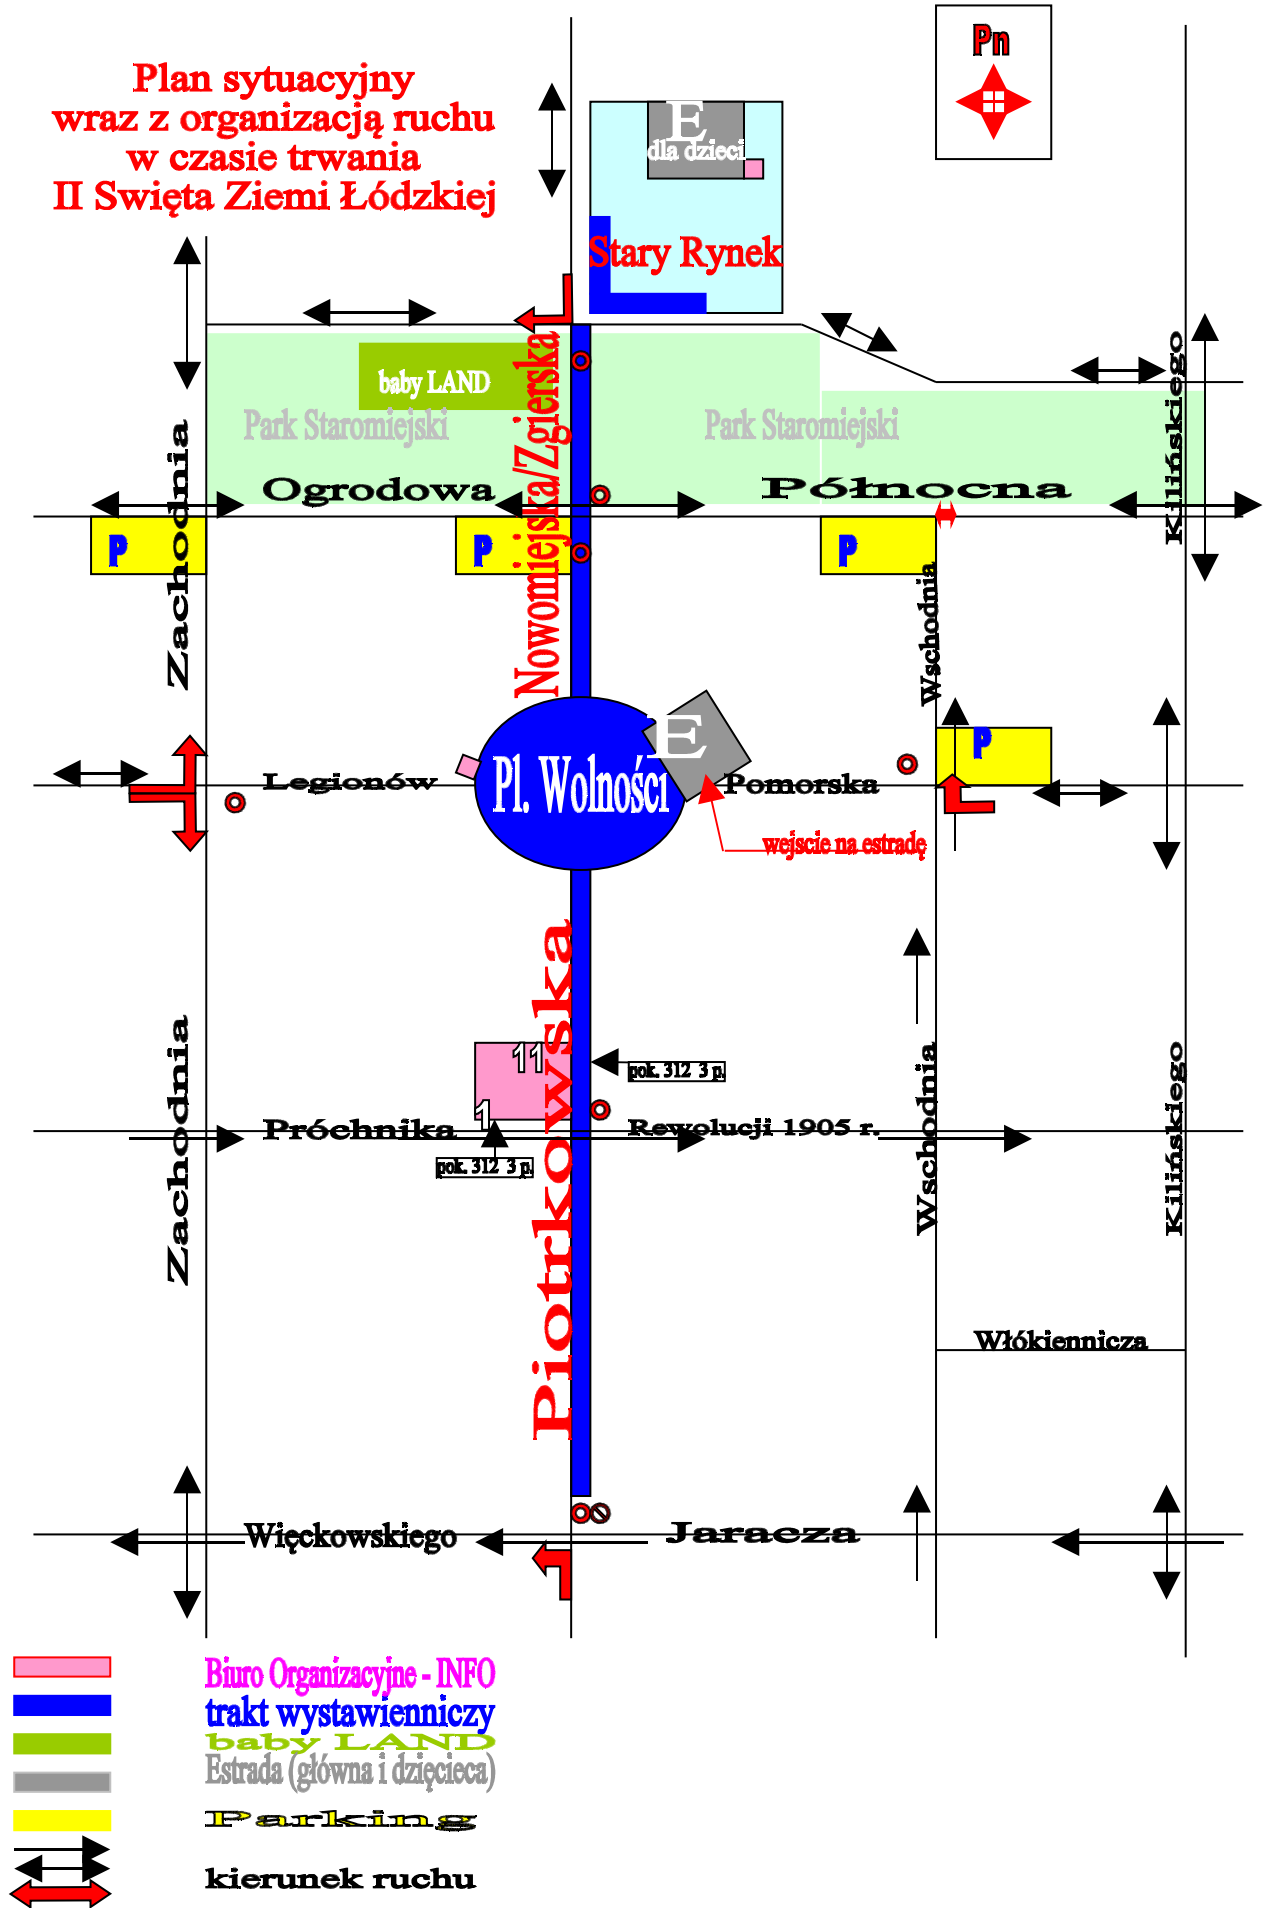 Pn
Plan sytuacyjny
wraz z organizacją ruchu
w czasie trwania
II Swięta Ziemi Łódzkiej
E
dla dzieci
Stary Rynek
baby LAND
Park Staromiejski
Park Staromiejski
Nowomiejska/Zgierska
Kilińskiego
Zachodnia
Ogrodowa
Północna
P
P
P
Wschodnia
P
E
Pl. Wolności
Legionów
Pomorska
wejscie na estradę
Piotrkowska
Zachodnia
11
1
pok. 312 3 p.
Próchnika
Rewolucji 1905 r.
pok. 312 3 p.
Wschodnia
Kilińskiego
Włókiennicza
Więckowskiego
Jaracza
Biuro Organizacyjne - INFO
trakt wystawienniczy
baby LAND
Estrada (główna i dzięcieca)
Parking
kierunek ruchu